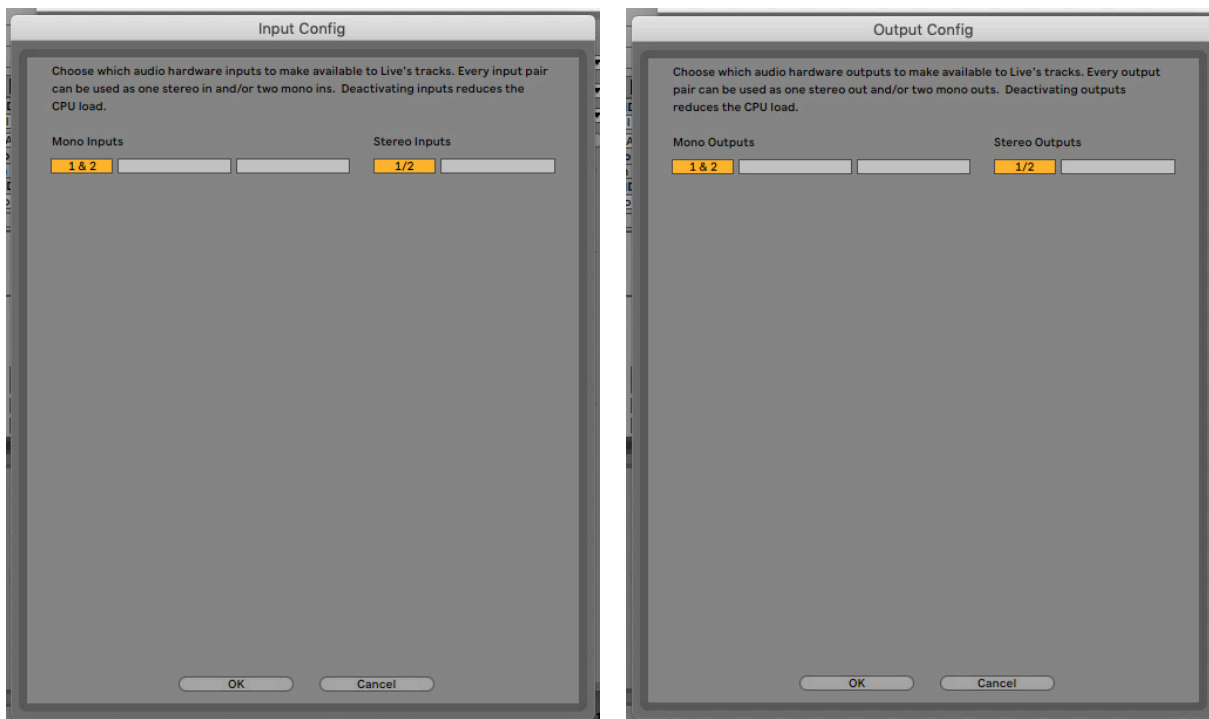 Input Config
Choose which audio hardware inputs to make available to Live's tracks. Every input pair
can be used as one stereo in and/or two mono ins. Deactivating inputs reduces the
CPU load.
Mono Inputs
Stereo Inputs
1 & 2
1/2
OK
Cancel
Output Config
Choose which audio hardware outputs to make available to Live's tracks. Every output
pair can be used as one stereo out and/or two mono outs. Deactivating outputs
reduces the CPU load.
Mono Outputs
Stereo Outputs
1 & 2
1/2
OK
Cancel